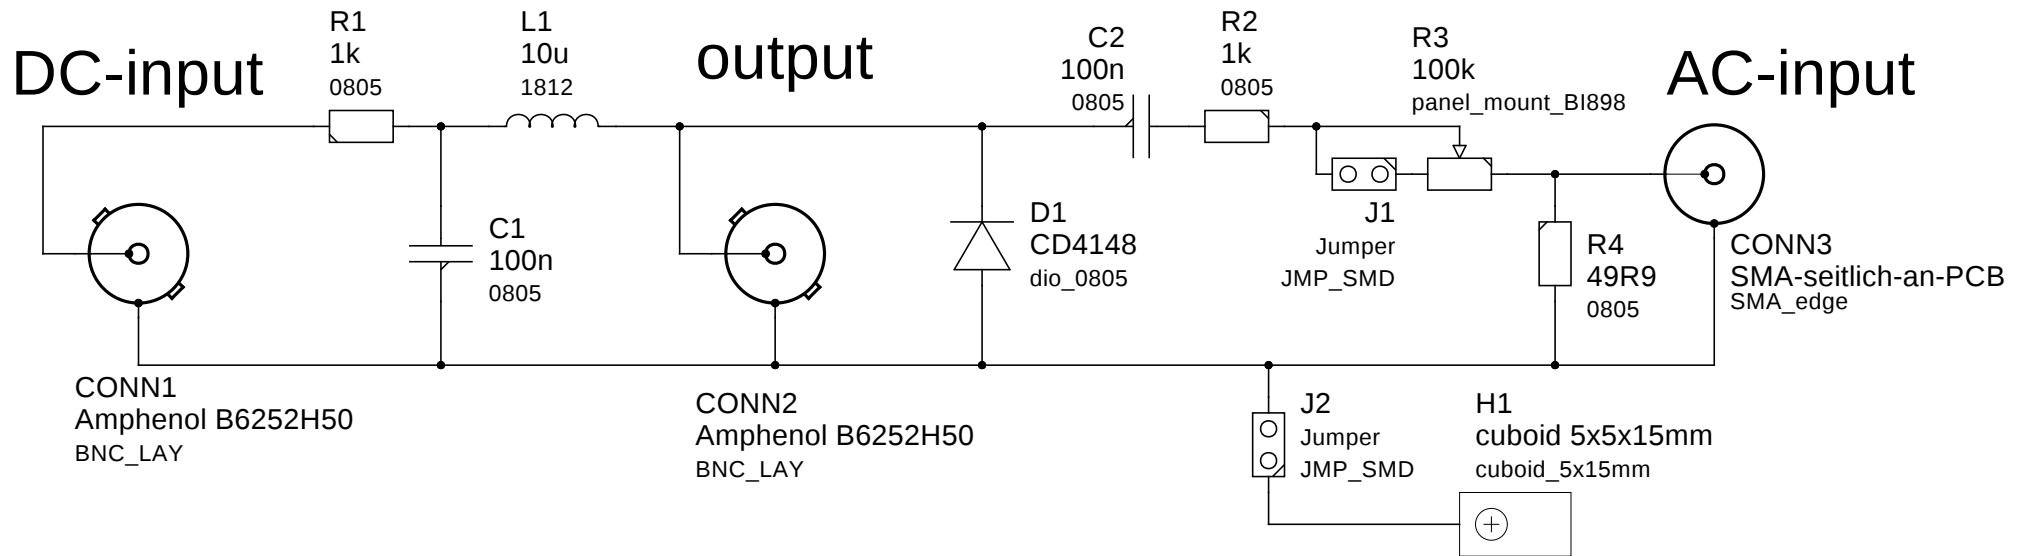 DC-input
R1
1k
0805
L1
10u
1812
output
C2
100n
0805
R2
1k
0805
R3
100k
panel_mount_BI898
AC-input
C1
100n
0805
D1
CD4148
dio_0805
J1
Jumper
JMP_SMD
R4
49R9
0805
CONN3
SMA-seitlich-an-PCB
SMA_edge
CONN1
Amphenol B6252H50
BNC_LAY
CONN2
Amphenol B6252H50
BNC_LAY
J2
Jumper
JMP_SMD
H1
cuboid 5x5x15mm
cuboid_5x15mm